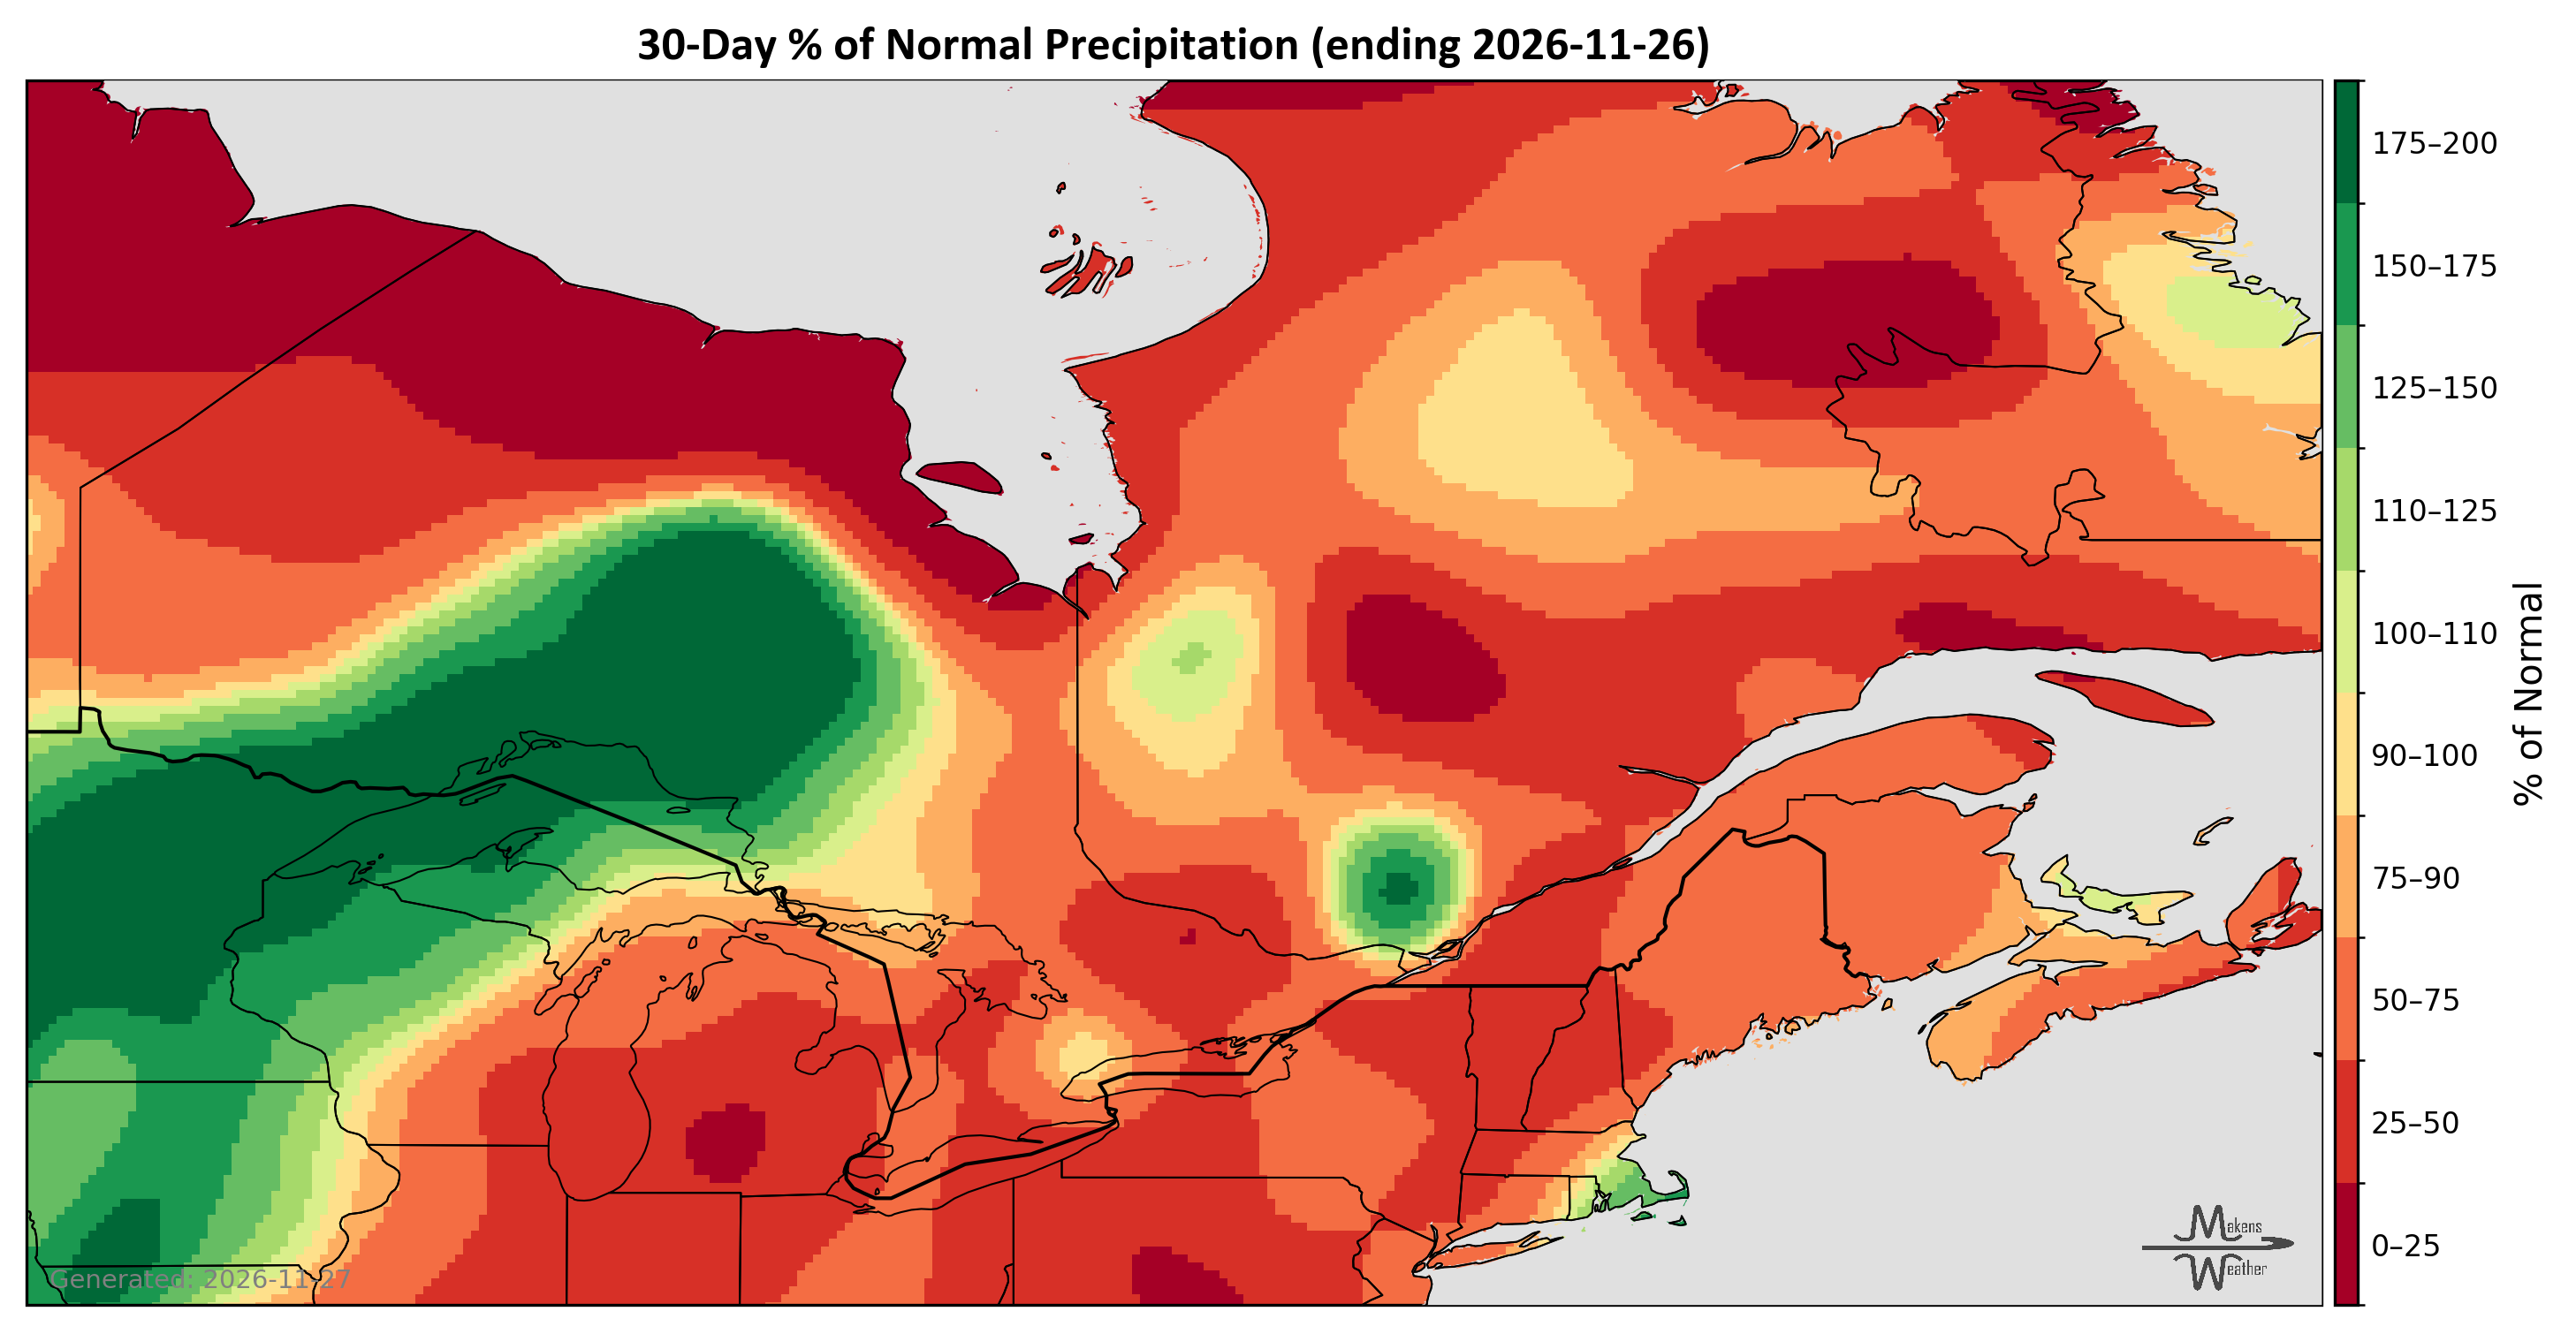 30-Day % of Normal Precipitation (ending 2026-11-26)
175–200
150–175
125–150
110–125
100–110
90–100
75–90
50–75
25–50
0–25
% of Normal
Makens
Weather
Generated: 2026-11-27